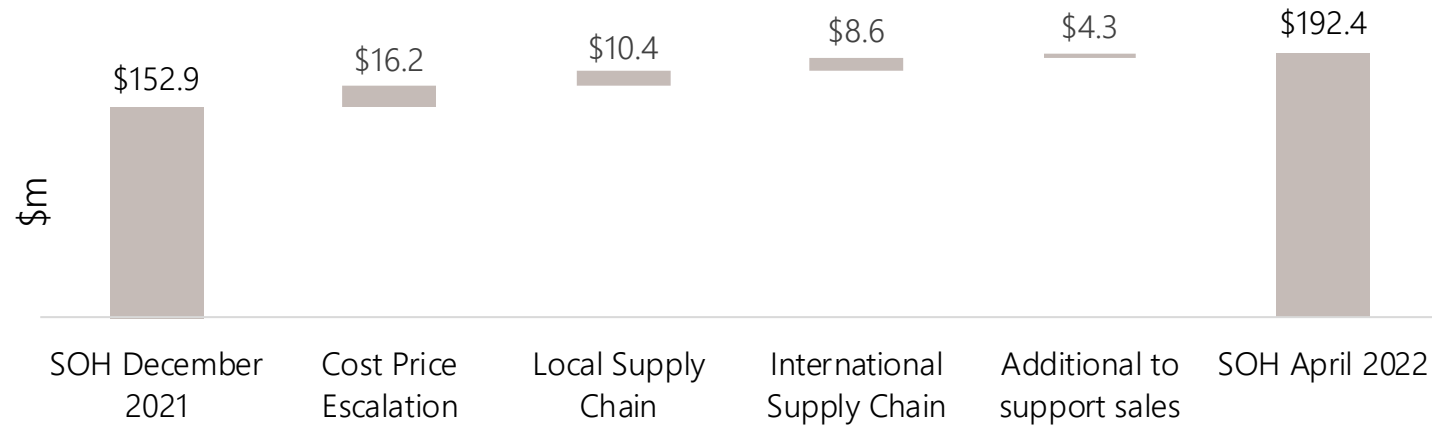 $152.9
$16.2
$10.4
$8.6
$4.3
$192.4
$m
SOH December
2021
Cost Price
Escalation
Local Supply
Chain
International
Supply Chain
Additional to
support sales
SOH April 2022